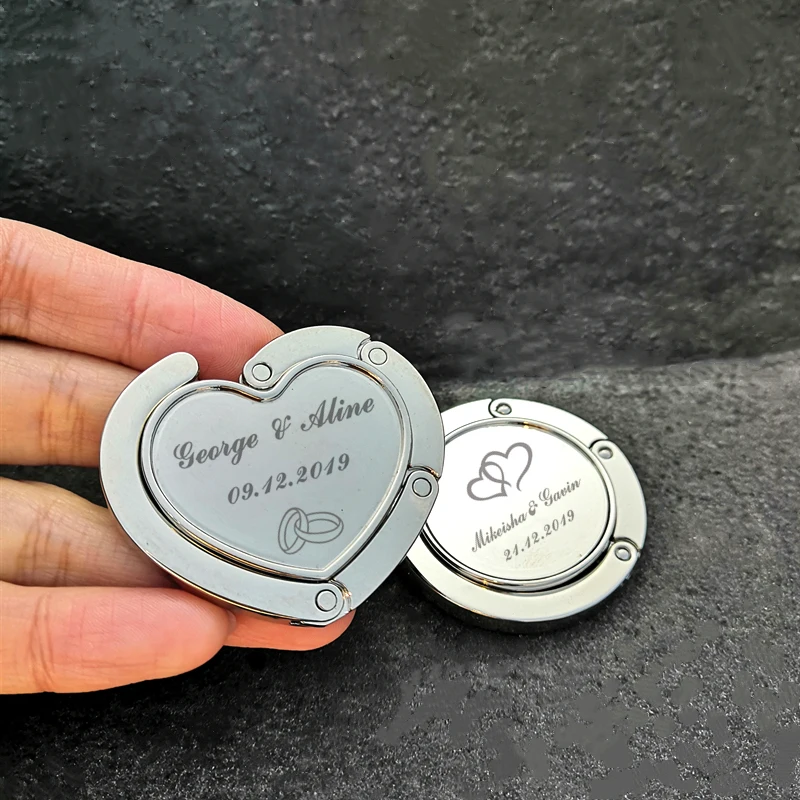 George & Aline
09.12.2019
Mikeisha & Gavin
21.12.2019